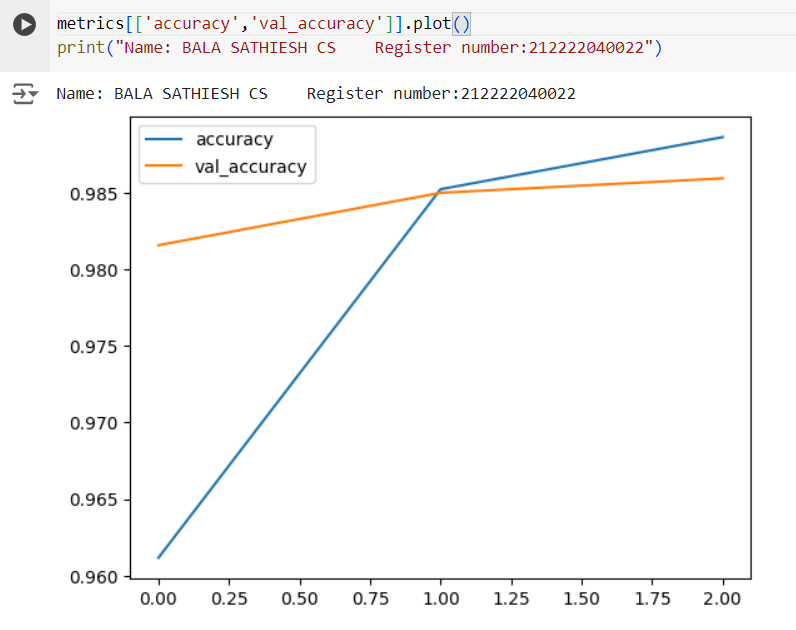 metrics[['accuracy','val_accuracy']].plot()
print("Name: BALA SATHIESH CS    Register number:212222040022")
Name: BALA SATHIESH CS    Register number:212222040022
accuracy
val_accuracy
0.985
0.980
0.975
0.970
0.965
0.960
0.00 0.25 0.50 0.75 1.00 1.25 1.50 1.75 2.00